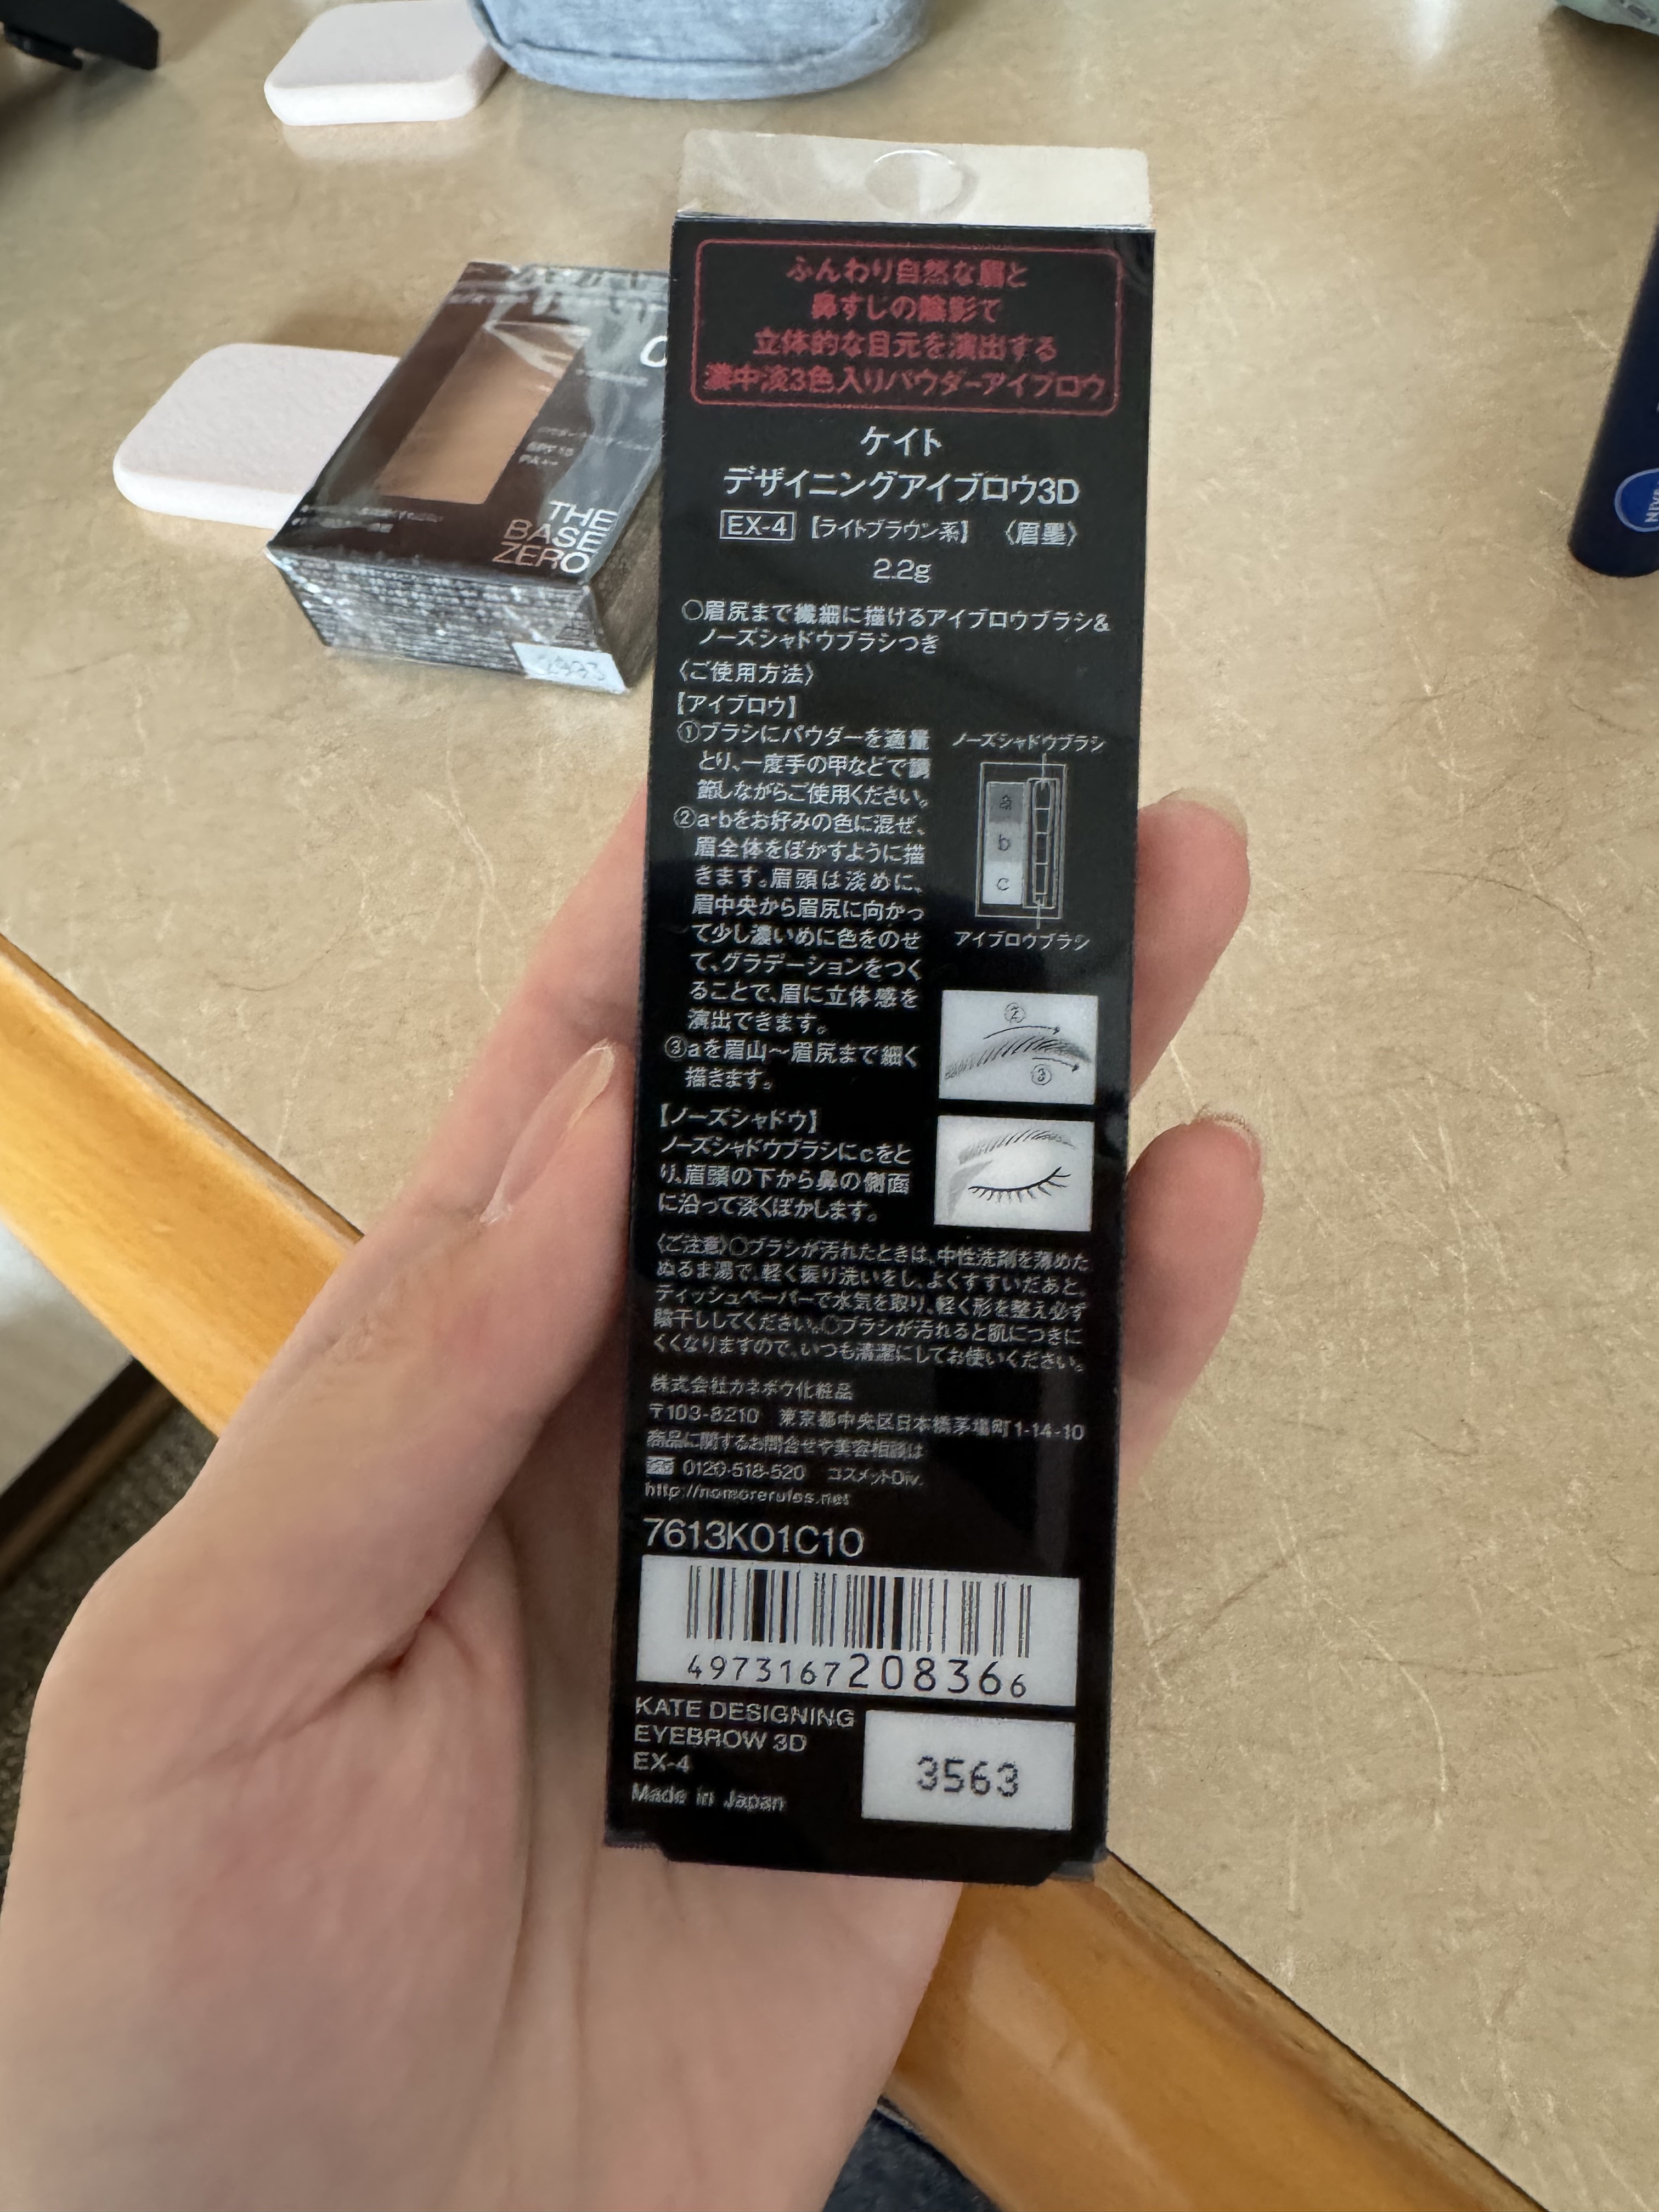 ふんわり自然な眉と
鼻すじの陰影で
立体的な目元を演出する
濃中淡3色入りパウダーアイブロウ
ケイト
デザイニングアイブロウ3D
EX-4 【ライトブラウン系】 〈眉墨〉
2.2g
○眉尻まで繊細に描けるアイブロウブラシ&
ノーズシャドウブラシつき
〈ご使用方法〉
【アイブロウ】
①ブラシにパウダーを適量
とり、一度手の甲などで調
節しながらご使用ください。
②a・bをお好みの色に混ぜ、
眉全体をぼかすように描
きます。眉頭は淡めに、
眉中央から眉尻に向かっ
て少し濃いめに色をのせ
て、グラデーションをつく
ることで、眉に立体感を
演出できます。
③aを眉山～眉尻まで細く
描きます。
ノーズシャドウブラシ
a
b
c
アイブロウブラシ
②
③
【ノーズシャドウ】
ノーズシャドウブラシにcをと
り、眉頭の下から鼻の側面
に沿って淡くぼかします。
〈ご注意〉○ブラシが汚れたときは、中性洗剤を薄めた
ぬるま湯で、軽く振り洗いをし、よくすすいだあと、
ティッシュペーパーで水気を取り、軽く形を整え必ず
陰干ししてください。○ブラシが汚れると肌につきに
くくなりますので、いつも清潔にしてお使いください。
株式会社カネボウ化粧品
〒103-8210 東京都中央区日本橋茅場町1-14-10
商品に関するお問合せや美容相談は
0120-518-520 コスメットDiv.
http://nomorerules.net
7613K01C10
4973167208366
KATE DESIGNING
EYEBROW 3D
EX-4
Made in Japan
3563
THE
BASE
ZERO
2993